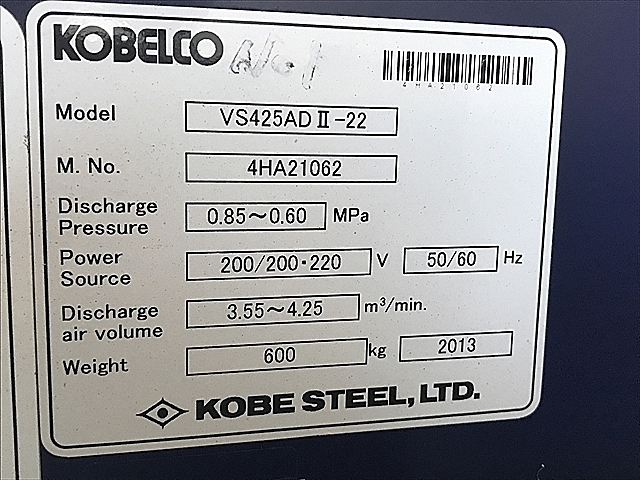 KOBELCO
4HA21062
Model VS425ADⅡ-22
M. No. 4HA21062
Discharge Pressure 0.85～0.60 MPa
Power Source 200/200・220 V 50/60 Hz
Discharge air volume 3.55～4.25 m³/min.
Weight 600 kg 2013
KOBE STEEL, LTD.